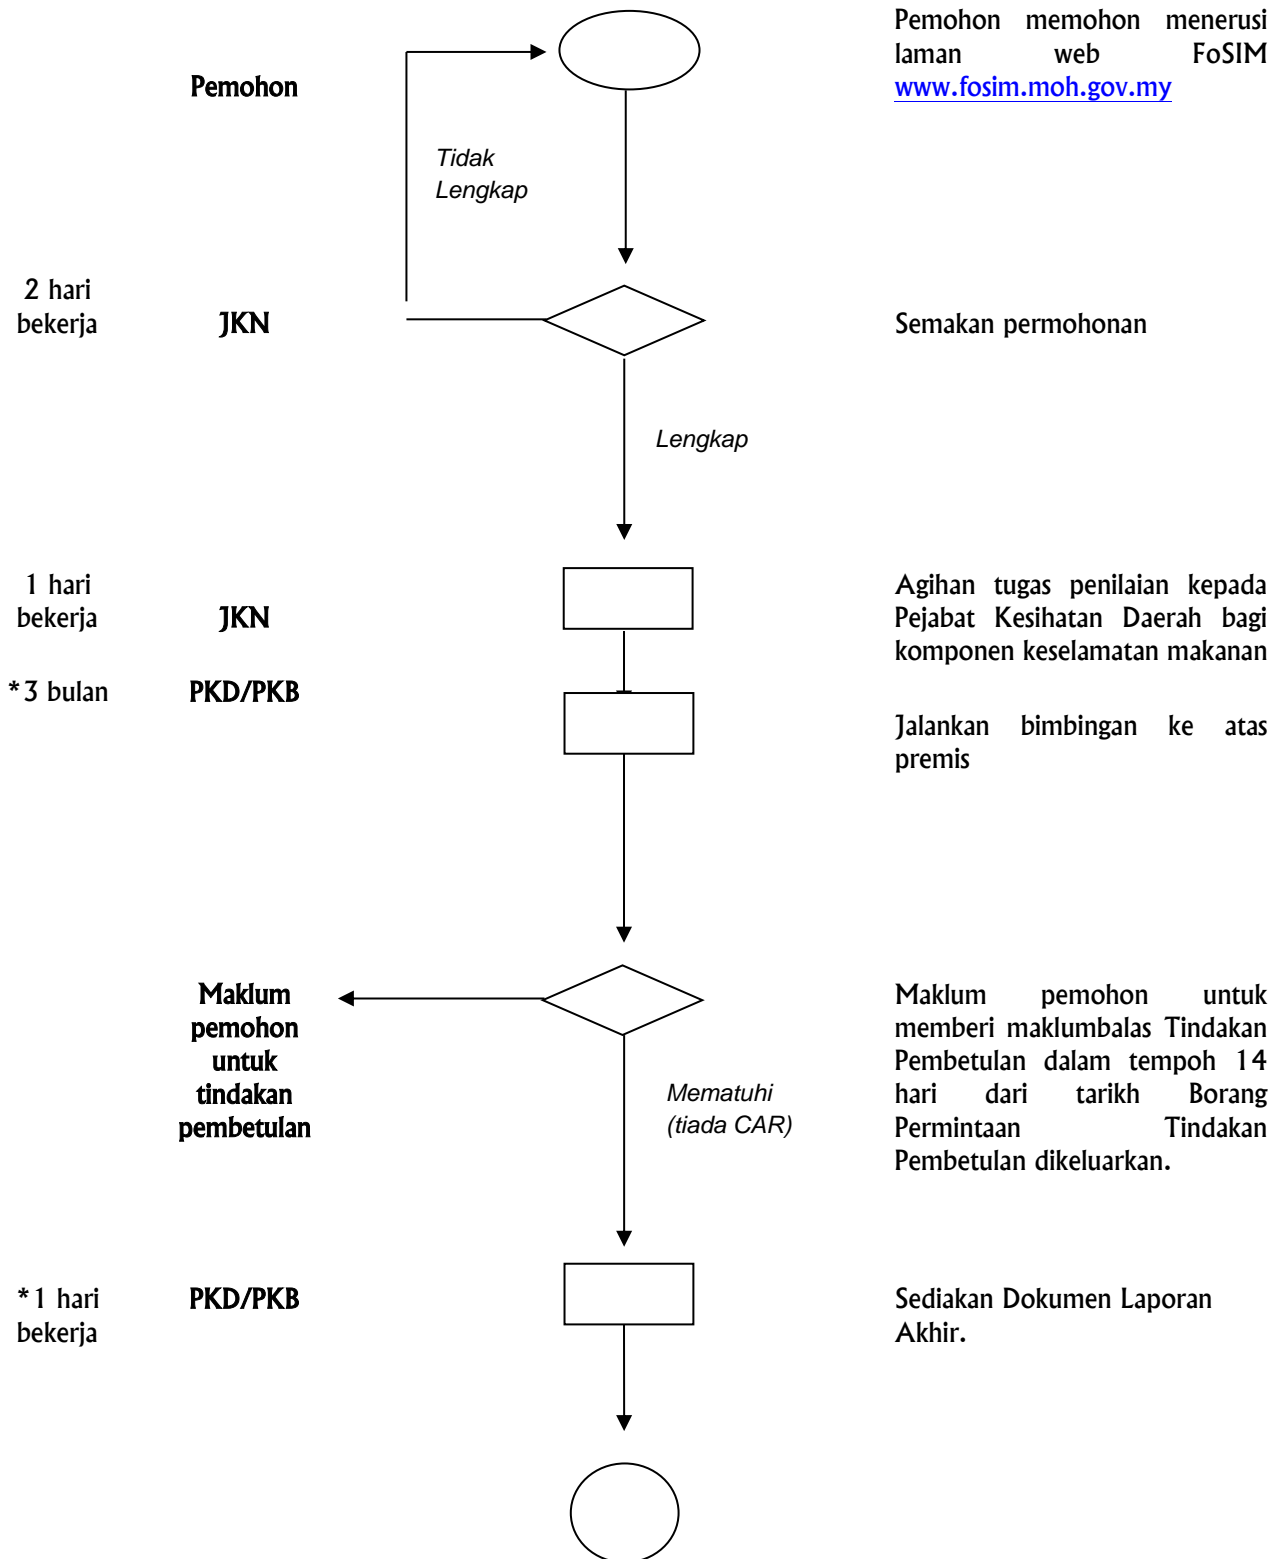 Pemohon memohon menerusi
laman web FoSIM
www.fosim.moh.gov.my
Pemohon
Tidak
Lengkap
2 hari
bekerja
JKN
Semakan permohonan
Lengkap
1 hari
bekerja
JKN
Agihan tugas penilaian kepada
Pejabat Kesihatan Daerah bagi
komponen keselamatan makanan
*3 bulan
PKD/PKB
Jalankan bimbingan ke atas
premis
Maklum
pemohon
untuk
tindakan
pembetulan
Mematuhi
(tiada CAR)
Maklum pemohon untuk
memberi maklumbalas Tindakan
Pembetulan dalam tempoh 14
hari dari tarikh Borang
Permintaan Tindakan
Pembetulan dikeluarkan.
*1 hari
bekerja
PKD/PKB
Sediakan Dokumen Laporan
Akhir.